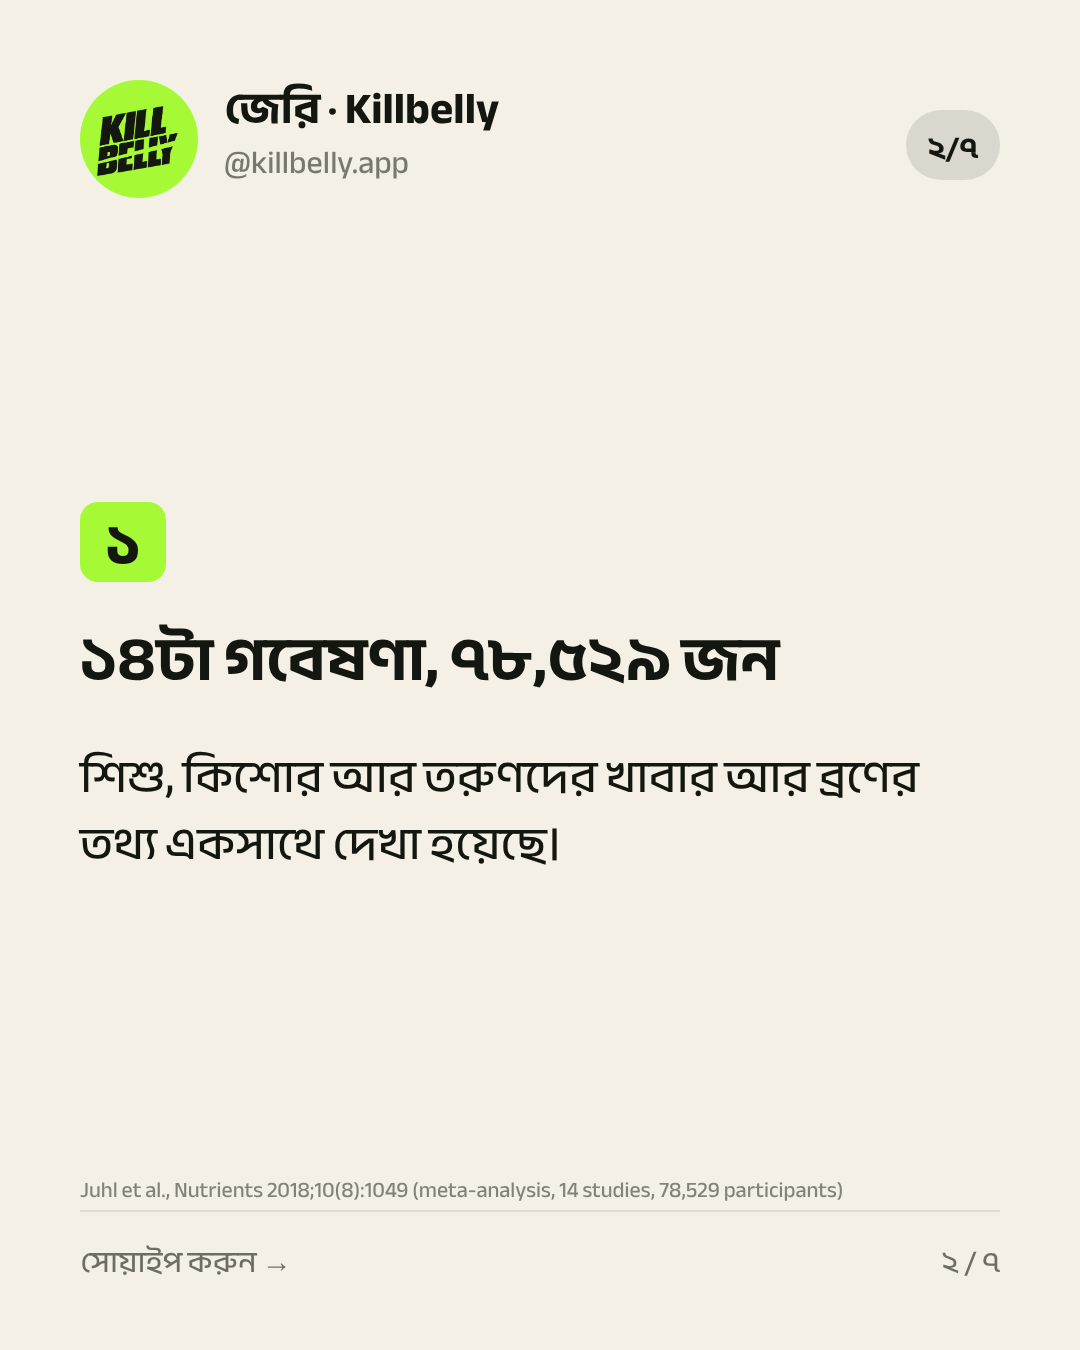 KILL
BELLY
জেরি · Killbelly
@killbelly.app
২/৭
১
১৪টা গবেষণা, ৭৮,৫২৯ জন
শিশু, কিশোর আর তরুণদের খাবার আর ব্রণের
তথ্য একসাথে দেখা হয়েছে।
Juhl et al., Nutrients 2018;10(8):1049 (meta-analysis, 14 studies, 78,529 participants)
সোয়াইপ করুন →
২ / ৭